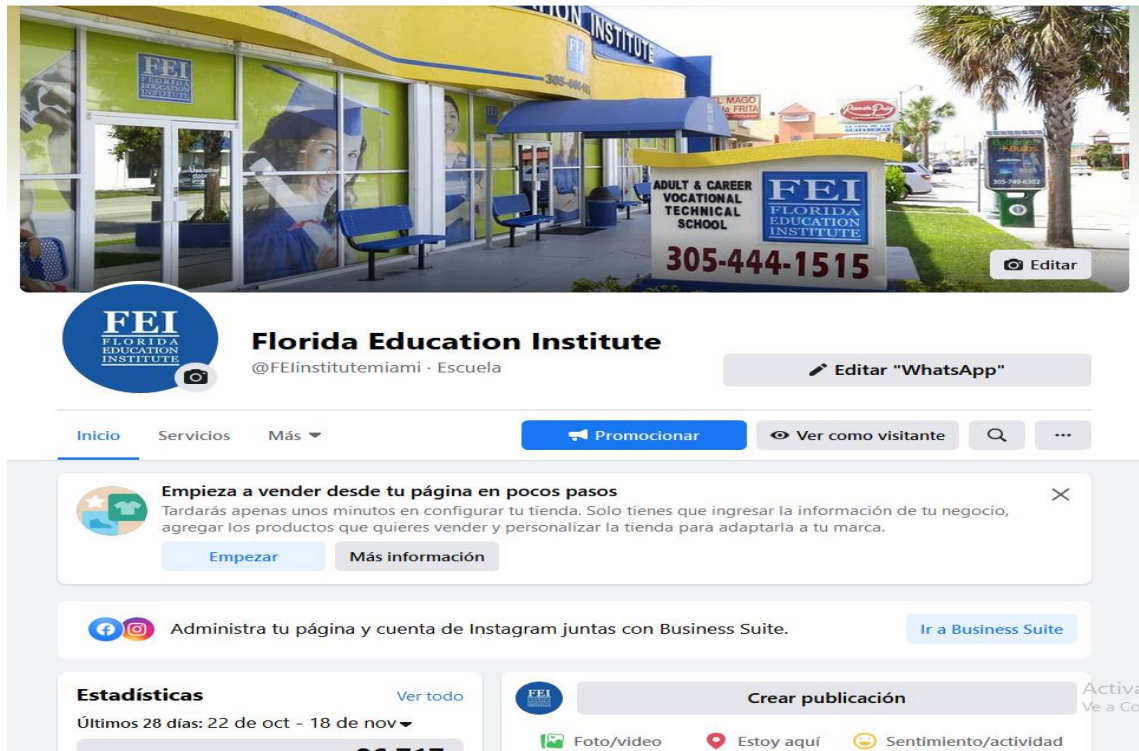 INSTITUTE
FEI
FLORIDA
EDUCATION
INSTITUTE
EL MAGO
de la FRITA
ADULT & CAREER
VOCATIONAL
TECHNICAL
SCHOOL
FEI
FLORIDA
EDUCATION
INSTITUTE
305-444-1515
305-749-6302
Editar
FEI
FLORIDA
EDUCATION
INSTITUTE
Florida Education Institute
@FEIinstitutemiami · Escuela
Editar "WhatsApp"
Inicio Servicios Más
Promocionar Ver como visitante
Empieza a vender desde tu página en pocos pasos
Tardarás apenas unos minutos en configurar tu tienda. Solo tienes que ingresar la información de tu negocio,
agregar los productos que quieres vender y personalizar la tienda para adaptarla a tu marca.
Empezar Más información
Administra tu página y cuenta de Instagram juntas con Business Suite.
Ir a Business Suite
Estadísticas Ver todo
Últimos 28 días: 22 de oct - 18 de nov
FEI
Crear publicación
Foto/video Estoy aquí Sentimiento/actividad